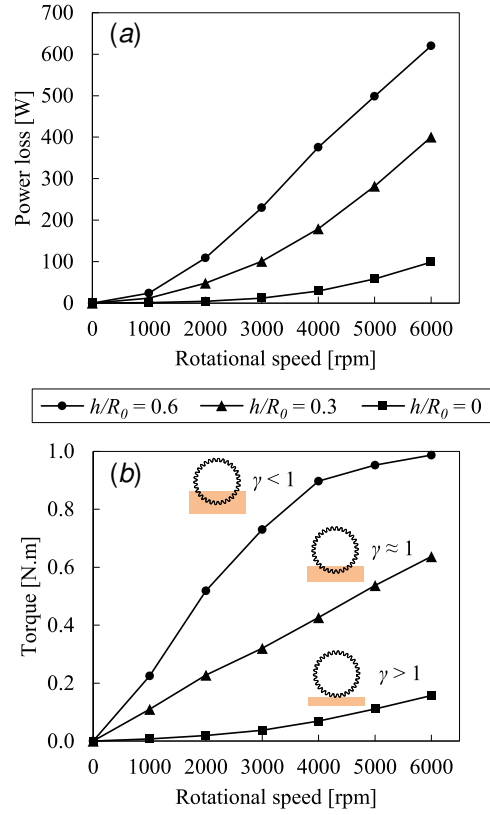 (a)
Power loss [W]
700
600
500
400
300
200
100
0
0 1000 2000 3000 4000 5000 6000
Rotational speed [rpm]
h/R₀ = 0.6 h/R₀ = 0.3 h/R₀ = 0
(b)
Torque [N.m]
1.0
0.8
0.6
0.4
0.2
0.0
γ < 1
γ ≈ 1
γ > 1
0 1000 2000 3000 4000 5000 6000
Rotational speed [rpm]